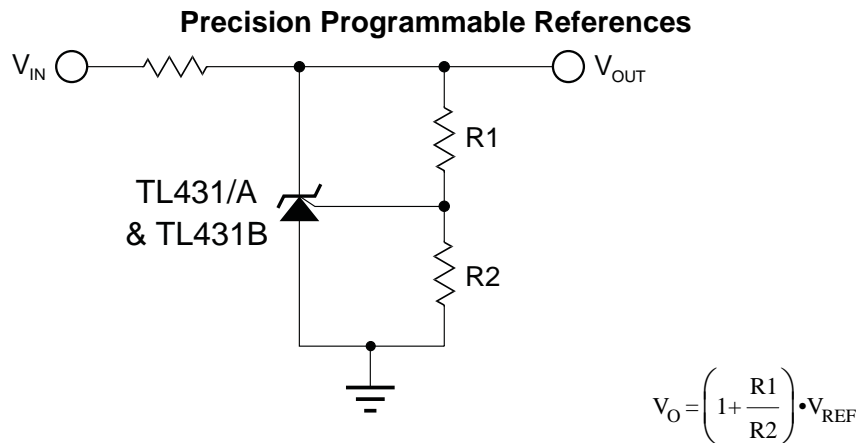 Precision Programmable References
V_IN
V_OUT
R1
TL431/A
& TL431B
R2
V_O = (1 + R1/R2) • V_REF